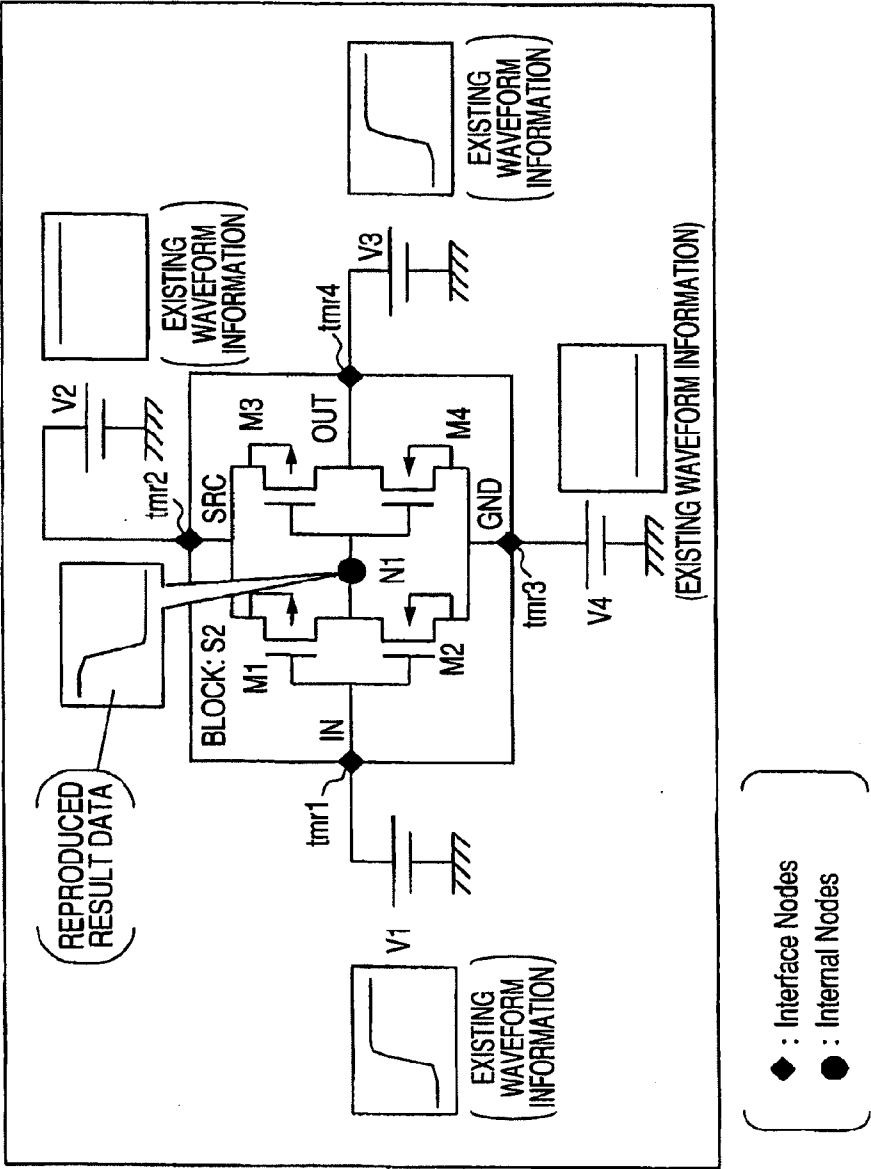 REPRODUCED
RESULT DATA
EXISTING
WAVEFORM
INFORMATION
V2
tmr2
BLOCK: S2
SRC
M1
M3
IN
OUT
N1
M2
M4
GND
tmr1
tmr4
tmr3
V1
V3
V4
EXISTING
WAVEFORM
INFORMATION
EXISTING
WAVEFORM
INFORMATION
(EXISTING WAVEFORM INFORMATION)
: Interface Nodes
: Internal Nodes